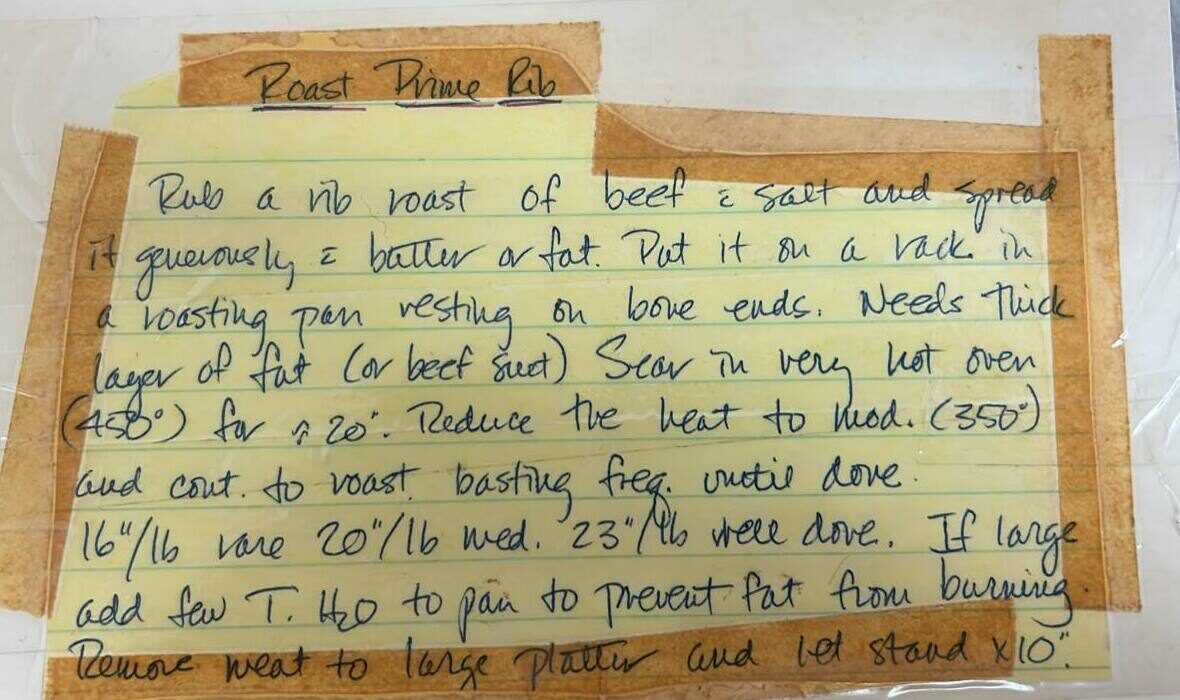 Roast Prime Rib
Rub a rib roast of beef c̄ salt and spread
it generously c̄ butter or fat. Put it on a rack in
a roasting pan resting on bone ends. Needs thick
layer of fat (or beef suet) Sear in very hot oven
(450°) for 20". Reduce the heat to mod. (350°)
and cont. to roast basting freq. until done.
16"/lb rare 20"/lb med. 23"/lb well done. If large
add few T. H2O to pan to prevent fat from burning.
Remove meat to large platter and let stand x10".